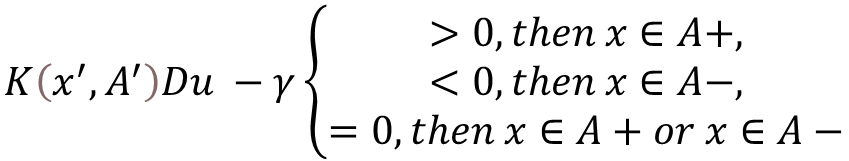 > 0, then x ∈ A+,
K(x′, A′)Du − γ { < 0, then x ∈ A−,
= 0, then x ∈ A + or x ∈ A −